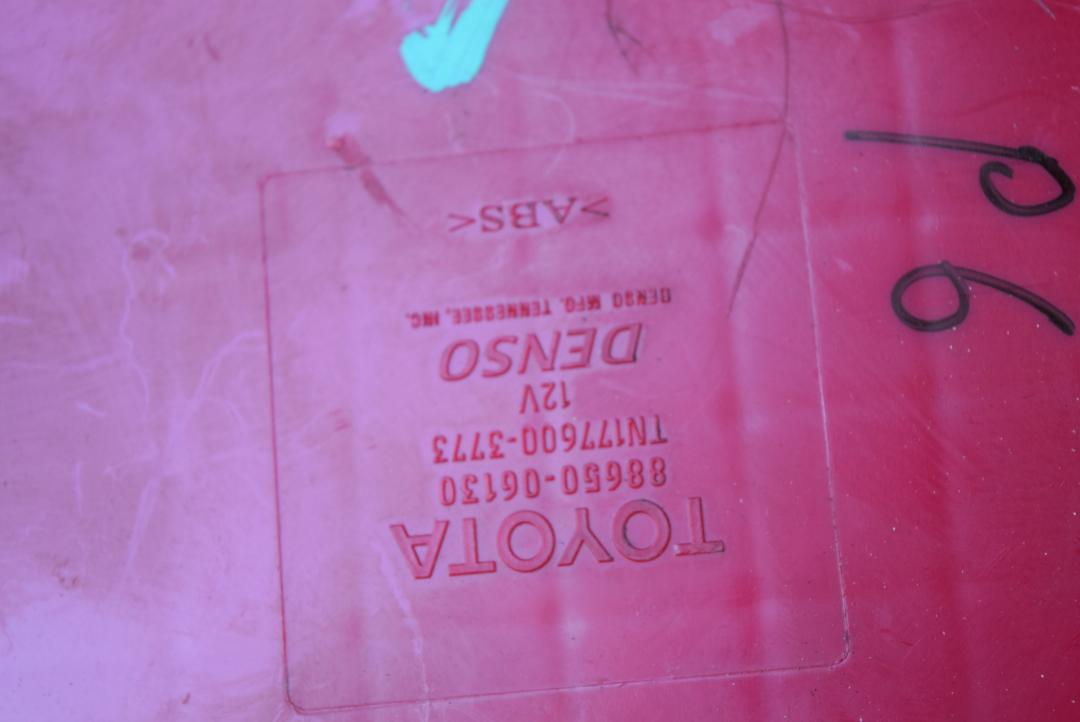 TOYOTA
88650-06130
TN177600-3773
12V
DENSO
DENSO MFG. TENNESSEE, INC.
>ABS<